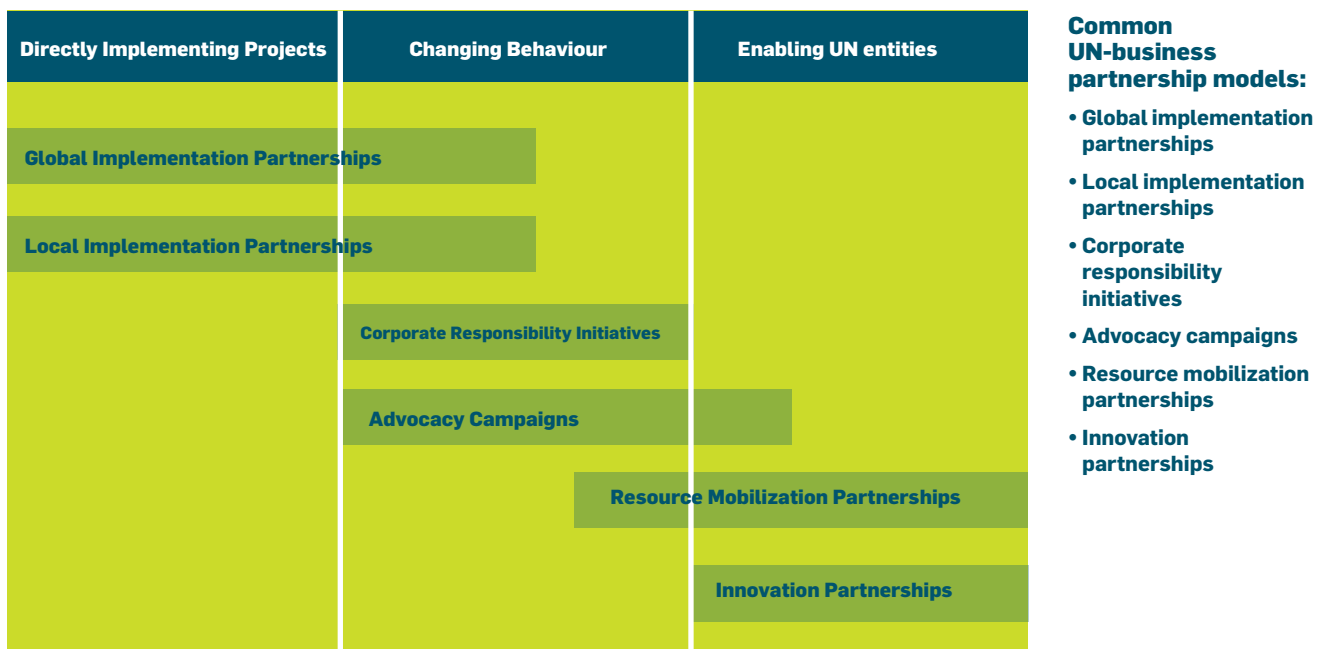 Directly Implementing Projects
Changing Behaviour
Enabling UN entities
Global Implementation Partnerships
Local Implementation Partnerships
Corporate Responsibility Initiatives
Advocacy Campaigns
Resource Mobilization Partnerships
Innovation Partnerships
Common
UN-business
partnership models:
• Global implementation
partnerships
• Local implementation
partnerships
• Corporate
responsibility
initiatives
• Advocacy campaigns
• Resource mobilization
partnerships
• Innovation
partnerships